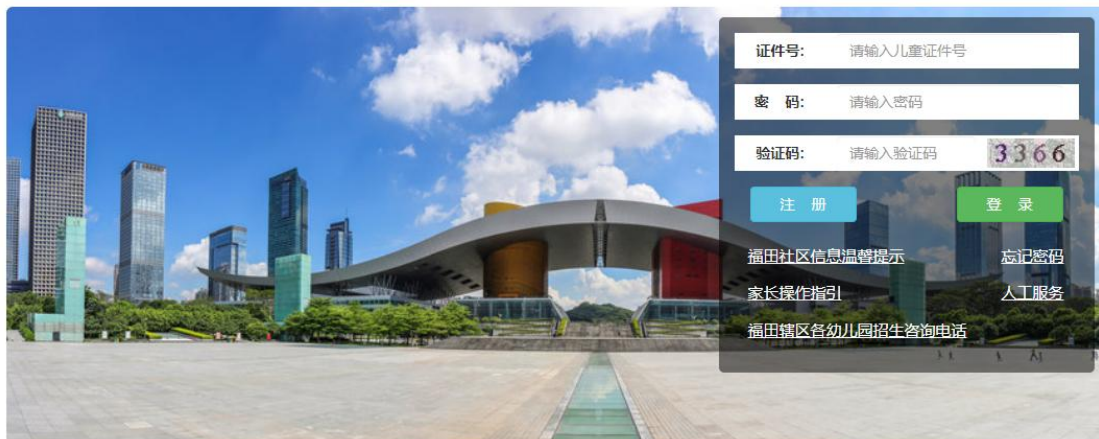 证件号: 请输入儿童证件号
密 码: 请输入密码
验证码: 请输入验证码 3366
注 册 登 录
福田社区信息温馨提示 忘记密码
家长操作指引 人工服务
福田辖区各幼儿园招生咨询电话